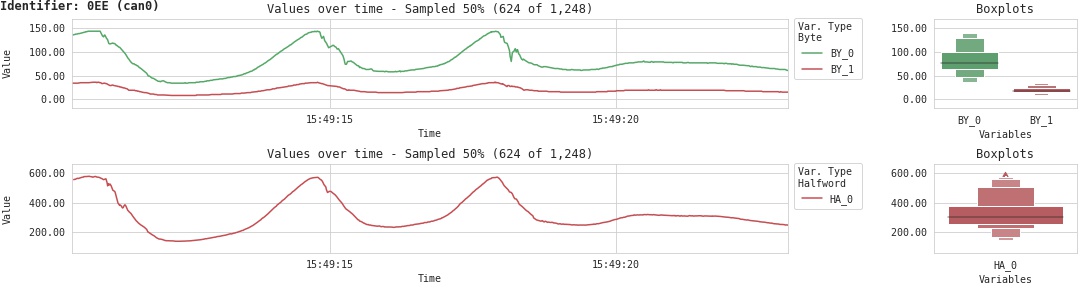 Identifier: 0EE (can0)
Values over time - Sampled 50% (624 of 1,248)
Boxplots
Value
150.00
100.00
50.00
0.00
15:49:15
15:49:20
Time
Var. Type
Byte
BY_0
BY_1
150.00
100.00
50.00
0.00
BY_0
BY_1
Variables
Values over time - Sampled 50% (624 of 1,248)
Boxplots
Value
600.00
400.00
200.00
15:49:15
15:49:20
Time
Var. Type
Halfword
HA_0
600.00
400.00
200.00
HA_0
Variables